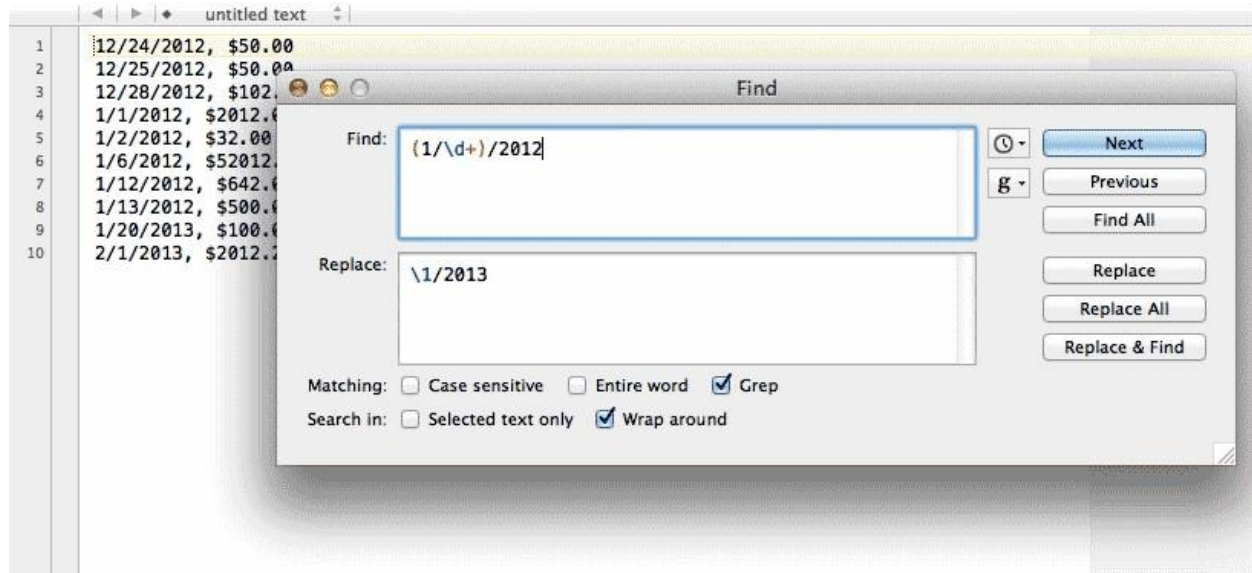 untitled text
1 12/24/2012, $50.00
2 12/25/2012, $50.00
3 12/28/2012, $102.
4 1/1/2012, $2012.
5 1/2/2012, $32.00
6 1/6/2012, $52012.
7 1/12/2012, $642.
8 1/13/2012, $500.
9 1/20/2013, $100.
10 2/1/2013, $2012.2
Find
Find: (1/\d+)/2012
g
Next
Previous
Find All
Replace: \1/2013
Replace
Replace All
Replace & Find
Matching: Case sensitive Entire word Grep
Search in: Selected text only Wrap around